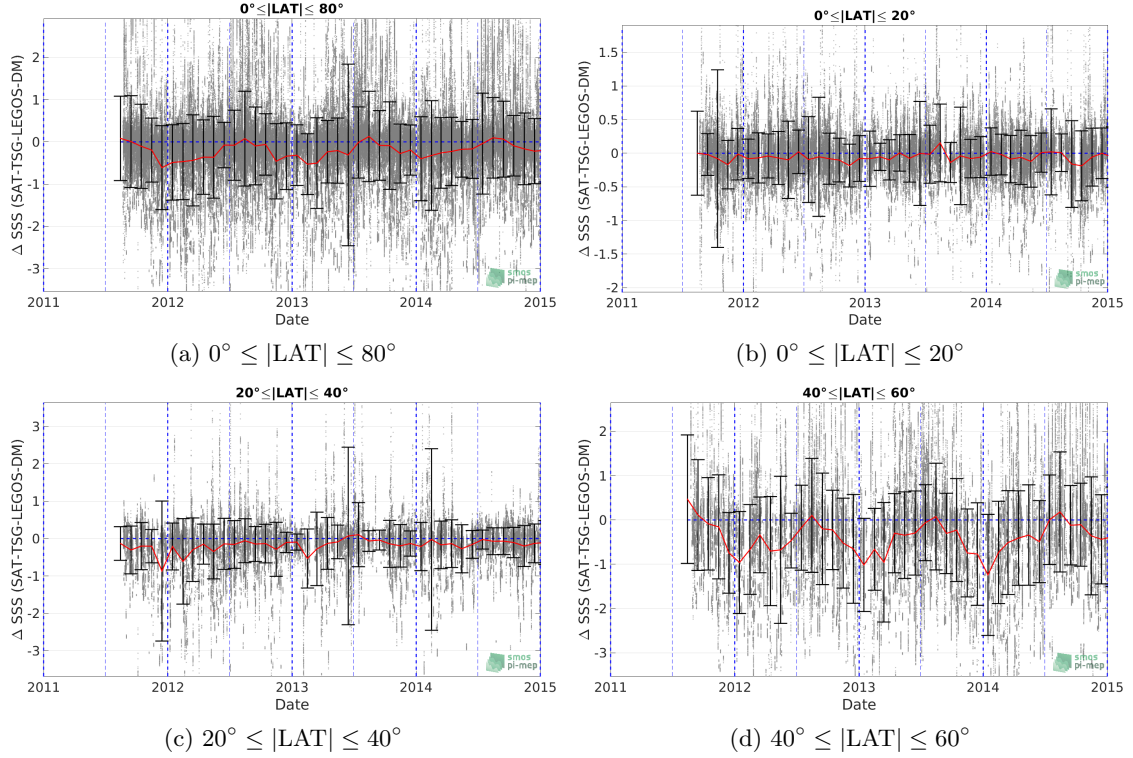 0°≤|LAT|≤ 80°
Δ SSS (SAT-TSG-LEGOS-DM)
2
1
0
-1
-2
-3
2011
2012
2013
2014
2015
Date
smos
pi-mep
(a) 0° ≤ |LAT| ≤ 80°
0°≤|LAT|≤ 20°
Δ SSS (SAT-TSG-LEGOS-DM)
1.5
1
0.5
0
-0.5
-1
-1.5
-2
2011
2012
2013
2014
2015
Date
smos
pi-mep
(b) 0° ≤ |LAT| ≤ 20°
20°≤|LAT|≤ 40°
Δ SSS (SAT-TSG-LEGOS-DM)
3
2
1
0
-1
-2
-3
2011
2012
2013
2014
2015
Date
smos
pi-mep
(c) 20° ≤ |LAT| ≤ 40°
40°≤|LAT|≤ 60°
Δ SSS (SAT-TSG-LEGOS-DM)
2
1
0
-1
-2
-3
2011
2012
2013
2014
2015
Date
smos
pi-mep
(d) 40° ≤ |LAT| ≤ 60°